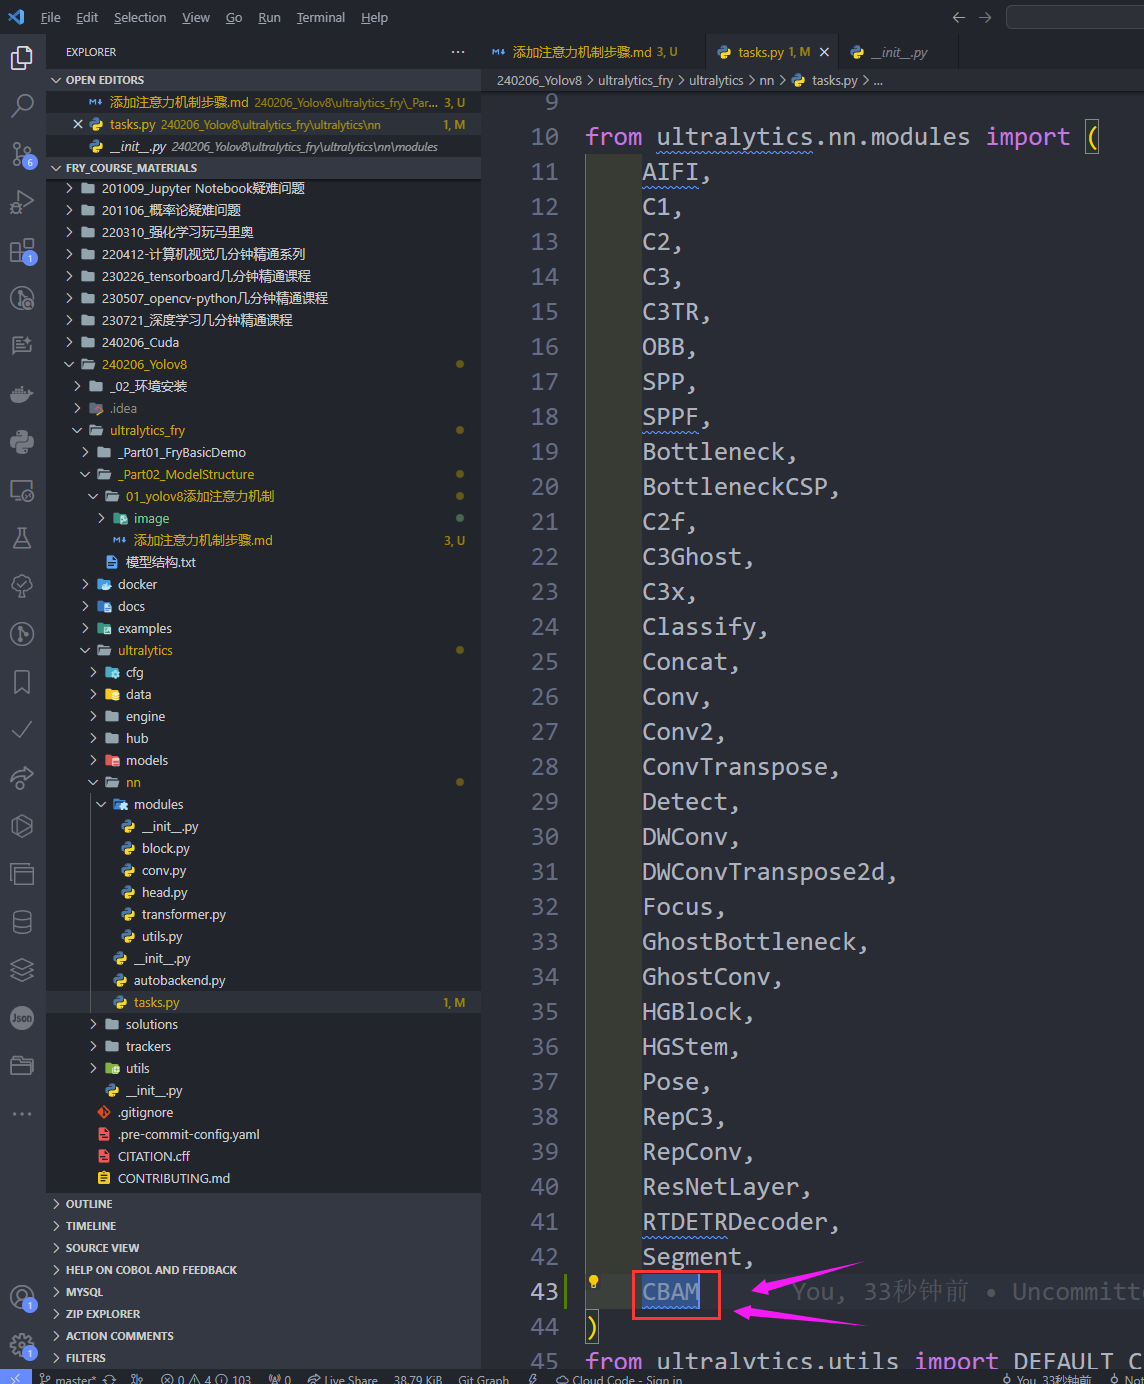 File Edit Selection View Go Run Terminal Help
EXPLORER
OPEN EDITORS
添加注意力机制步骤.md 240206_Yolov8\ultralytics_fry\_Par... 3, U
tasks.py 240206_Yolov8\ultralytics_fry\ultralytics\nn 1, M
__init__.py 240206_Yolov8\ultralytics_fry\ultralytics\nn\modules
FRY_COURSE_MATERIALS
201009_Jupyter Notebook疑难问题
201106_概率论疑难问题
220310_强化学习玩马里奥
220412-计算机视觉几分钟精通系列
230226_tensorboard几分钟精通课程
230507_opencv-python几分钟精通课程
230721_深度学习几分钟精通课程
240206_Cuda
240206_Yolov8
_02_环境安装
.idea
ultralytics_fry
_Part01_FryBasicDemo
_Part02_ModelStructure
01_yolov8添加注意力机制
image
添加注意力机制步骤.md 3, U
模型结构.txt
docker
docs
examples
ultralytics
cfg
data
engine
hub
models
nn
modules
__init__.py
block.py
conv.py
head.py
transformer.py
utils.py
__init__.py
autobackend.py
tasks.py 1, M
solutions
trackers
utils
__init__.py
.gitignore
.pre-commit-config.yaml
CITATION.cff
CONTRIBUTING.md
OUTLINE
TIMELINE
SOURCE VIEW
HELP ON COBOL AND FEEDBACK
MYSQL
ZIP EXPLORER
ACTION COMMENTS
FILTERS
6
1
Json
1
1
添加注意力机制步骤.md 3, U tasks.py 1, M __init__.py
240206_Yolov8 > ultralytics_fry > ultralytics > nn > tasks.py > ...
9
10 from ultralytics.nn.modules import (
11 AIFI,
12 C1,
13 C2,
14 C3,
15 C3TR,
16 OBB,
17 SPP,
18 SPPF,
19 Bottleneck,
20 BottleneckCSP,
21 C2f,
22 C3Ghost,
23 C3x,
24 Classify,
25 Concat,
26 Conv,
27 Conv2,
28 ConvTranspose,
29 Detect,
30 DWConv,
31 DWConvTranspose2d,
32 Focus,
33 GhostBottleneck,
34 GhostConv,
35 HGBlock,
36 HGStem,
37 Pose,
38 RepC3,
39 RepConv,
40 ResNetLayer,
41 RTDETRDecoder,
42 Segment,
43 CBAM You, 33秒钟前 • Uncommitte
44 )
45 from ultralytics.utils import DEFAULT_C
master* 0 4 103 0 Live Share 38.79 KiB Git Graph Cloud Code - Sign in You, 33秒钟前 Not